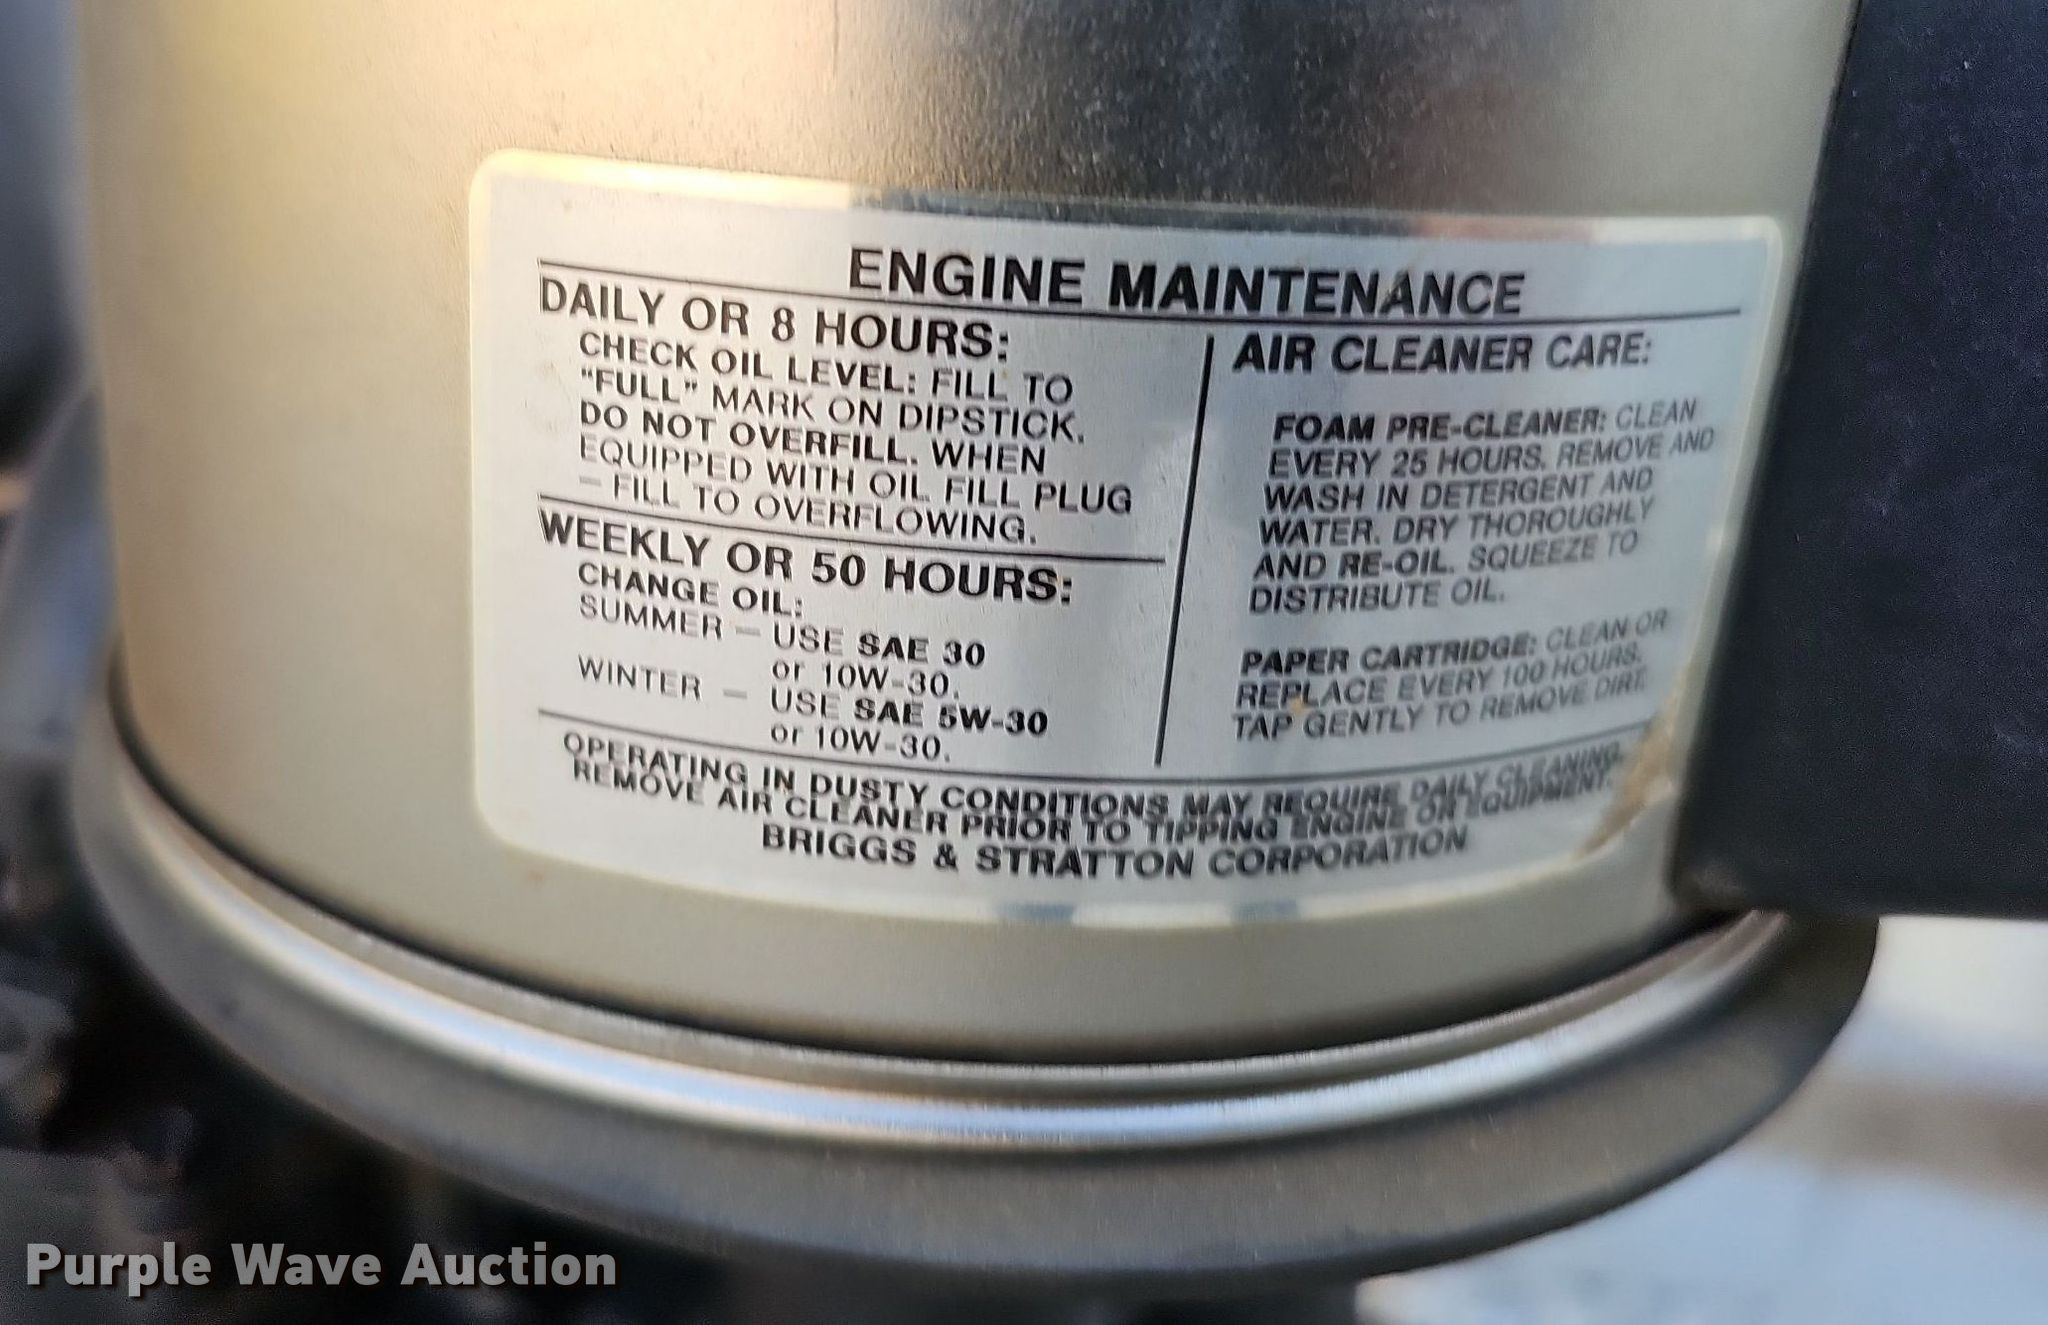 ENGINE MAINTENANCE
DAILY OR 8 HOURS:
CHECK OIL LEVEL: FILL TO
"FULL" MARK ON DIPSTICK.
DO NOT OVERFILL. WHEN
EQUIPPED WITH OIL FILL PLUG
— FILL TO OVERFLOWING.
WEEKLY OR 50 HOURS:
CHANGE OIL:
SUMMER — USE SAE 30
or 10W-30.
WINTER — USE SAE 5W-30
or 10W-30.
AIR CLEANER CARE:
FOAM PRE-CLEANER: CLEAN
EVERY 25 HOURS. REMOVE AND
WASH IN DETERGENT AND
WATER. DRY THOROUGHLY
AND RE-OIL. SQUEEZE TO
DISTRIBUTE OIL.
PAPER CARTRIDGE: CLEAN OR
REPLACE EVERY 100 HOURS.
TAP GENTLY TO REMOVE DIRT.
OPERATING IN DUSTY CONDITIONS MAY REQUIRE DAILY CLEANING.
REMOVE AIR CLEANER PRIOR TO TIPPING ENGINE OR EQUIPMENT.
BRIGGS & STRATTON CORPORATION
Purple Wave Auction